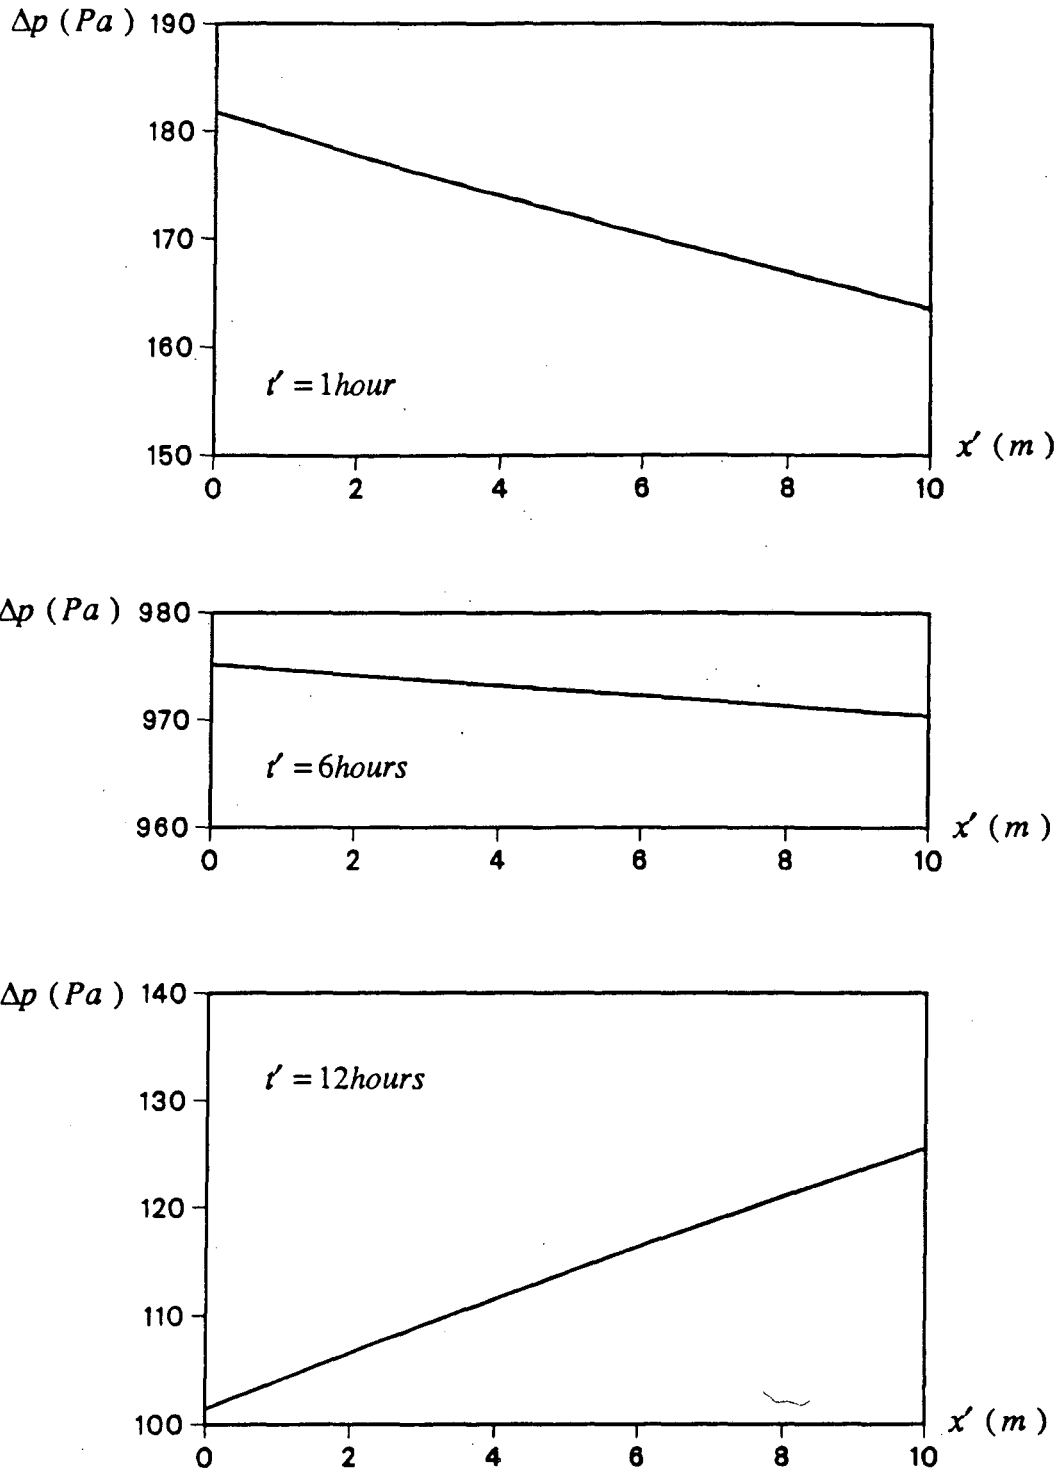 Δp (Pa) 190
180
170
160
t' = 1hour
150
x' (m)
0 2 4 6 8 10
Δp (Pa) 980
970
t' = 6hours
960
x' (m)
0 2 4 6 8 10
Δp (Pa) 140
t' = 12hours
130
120
110
100
x' (m)
0 2 4 6 8 10